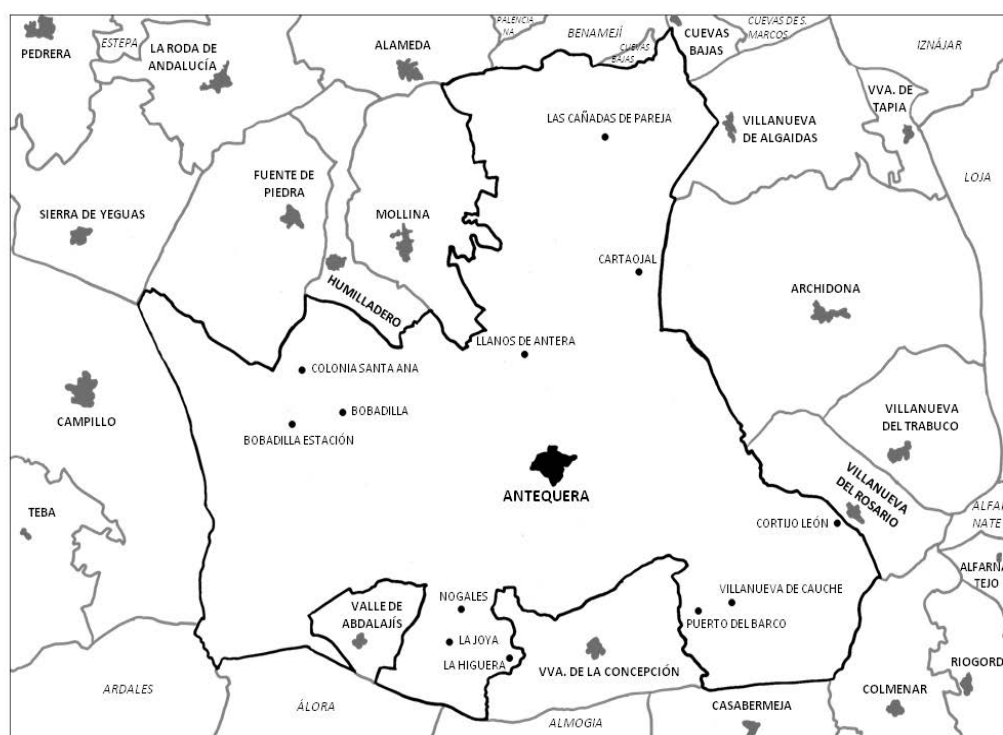 PEDRERA
ESTEPA
LA RODA DE
ANDALUCÍA
ALAMEDA
PALENCIA
NA.
BENAMEJÍ
CUEVAS
BAJAS
CUEVAS
BAJAS
CUEVAS DE S.
MARCOS
IZNÁJAR
LAS CAÑADAS DE PAREJA
VILLANUEVA
DE ALGAIDAS
VVA. DE
TAPIA
LOJA
FUENTE DE
PIEDRA
SIERRA DE YEGUAS
MOLLINA
HUMILLADERO
CARTAOJAL
ARCHIDONA
LLANOS DE ANTERA
COLONIA SANTA ANA
BOBADILLA
BOBADILLA ESTACIÓN
CAMPILLO
VILLANUEVA
DEL TRABUCO
ANTEQUERA
VILLANUEVA
DEL ROSARIO
TEBA
CORTIJO LEÓN
ALFAR
NATE
ALFARNA
TEJO
VALLE DE
ABDALAJÍS
NOGALES
LA JOYA
LA HIGUERA
VILLANUEVA DE CAUCHE
PUERTO DEL BARCO
VVA. DE LA CONCEPCIÓN
RIOGORD
ARDALES
ÁLORA
ALMOGIA
CASABERMEJA
COLMENAR